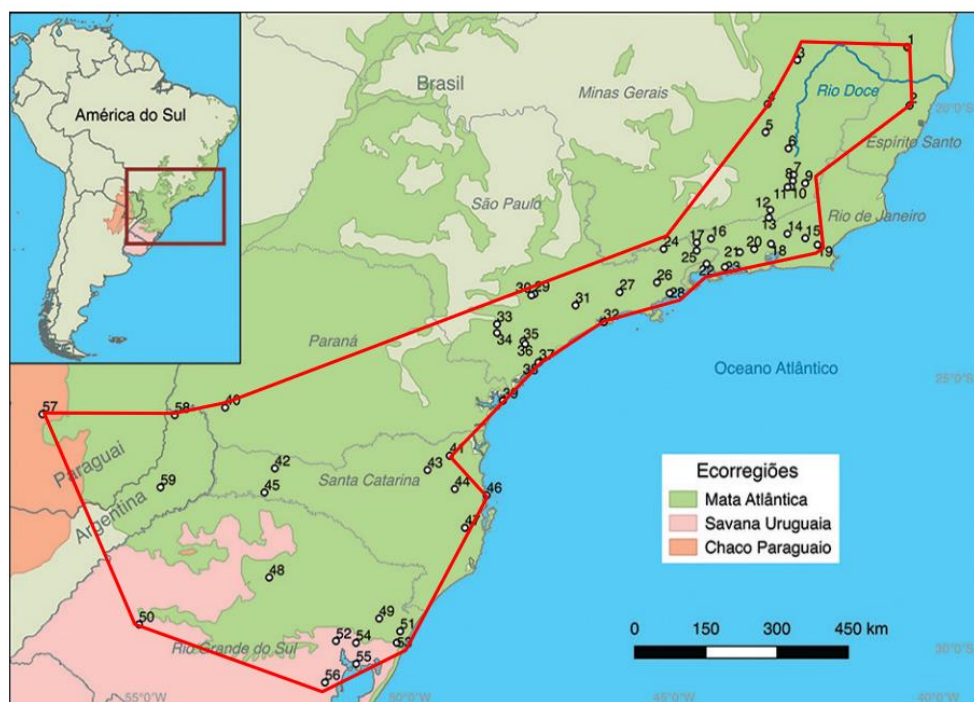 América do Sul
Brasil
Minas Gerais
Rio Doce
Espírito Santo
São Paulo
Rio de Janeiro
Paraná
Oceano Atlântico
Paraguai
Argentina
Santa Catarina
Rio Grande do Sul
1
2
3
4
5
6
7
8
9
10
11
12
13
14
15
16
17
18
19
20
21
22
23
24
25
26
27
28
29
30
31
32
33
34
35
36
37
38
39
40
41
42
43
44
45
46
47
48
49
50
51
52
53
54
55
56
57
58
59
Ecorregiões
Mata Atlântica
Savana Uruguaia
Chaco Paraguaio
0 150 300 450 km
20°0'S
25°0'S
30°0'S
55°0'W
50°0'W
45°0'W
40°0'W